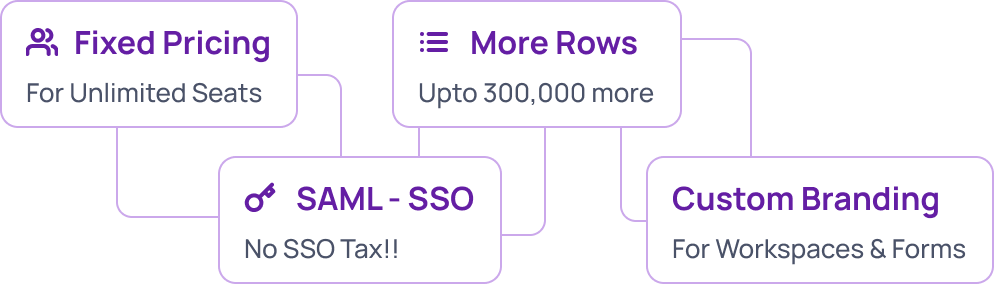 Fixed Pricing
For Unlimited Seats
More Rows
Upto 300,000 more
SAML - SSO
No SSO Tax!!
Custom Branding
For Workspaces & Forms